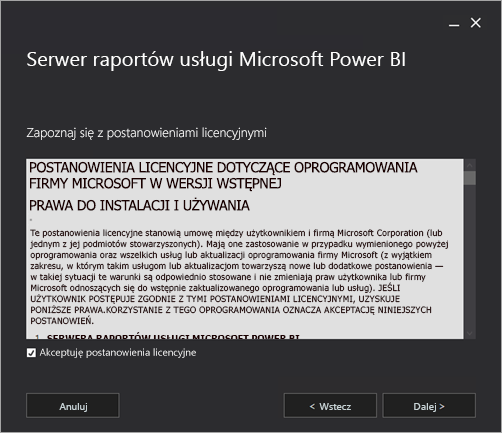 Serwer raportów usługi Microsoft Power BI
Zapoznaj się z postanowieniami licencyjnymi
POSTANOWIENIA LICENCYJNE DOTYCZĄCE OPROGRAMOWANIA
FIRMY MICROSOFT W WERSJI WSTĘPNEJ
PRAWA DO INSTALACJI I UŻYWANIA
Te postanowienia licencyjne stanowią umowę między użytkownikiem i firmą Microsoft Corporation (lub
jednym z jej podmiotów stowarzyszonych). Mają one zastosowanie w przypadku wymienionego powyżej
oprogramowania oraz wszelkich usług lub aktualizacji oprogramowania firmy Microsoft (z wyjątkiem
zakresu, w którym takim usługom lub aktualizacjom towarzyszą nowe lub dodatkowe postanowienia —
w takiej sytuacji te warunki są odpowiednio stosowane i nie zmieniają praw użytkownika lub firmy
Microsoft odnoszących się do wstępnie zaktualizowanego oprogramowania lub usług). JEŚLI
UŻYTKOWNIK POSTĘPUJE ZGODNIE Z TYMI POSTANOWIENIAMI LICENCYJNYMI, UZYSKUJE
PONIŻSZE PRAWA.KORZYSTANIE Z TEGO OPROGRAMOWANIA OZNACZA AKCEPTACJĘ NINIEJSZYCH
POSTANOWIEŃ.
1. SERWERA RAPORTÓW USŁUGI MICROSOFT POWER BI
Akceptuję postanowienia licencyjne
Anuluj
< Wstecz
Dalej >